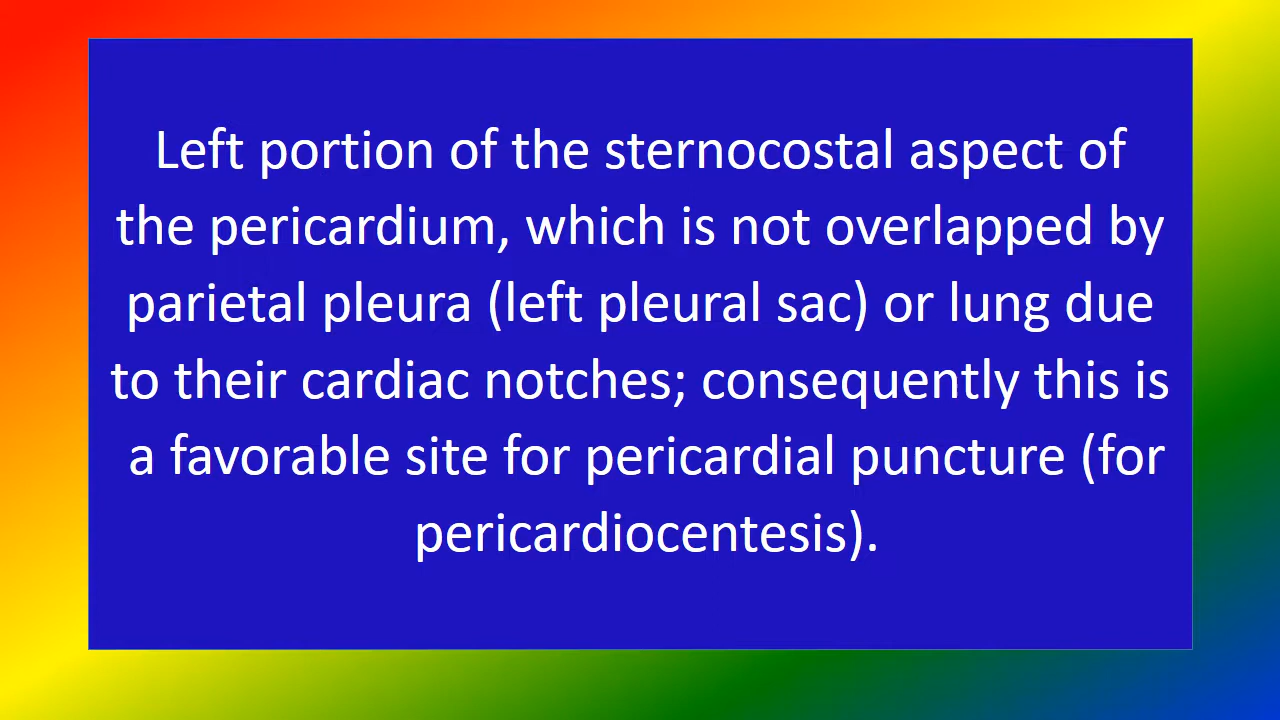 Left portion of the sternocostal aspect of
the pericardium, which is not overlapped by
parietal pleura (left pleural sac) or lung due
to their cardiac notches; consequently this is
a favorable site for pericardial puncture (for
pericardiocentesis).